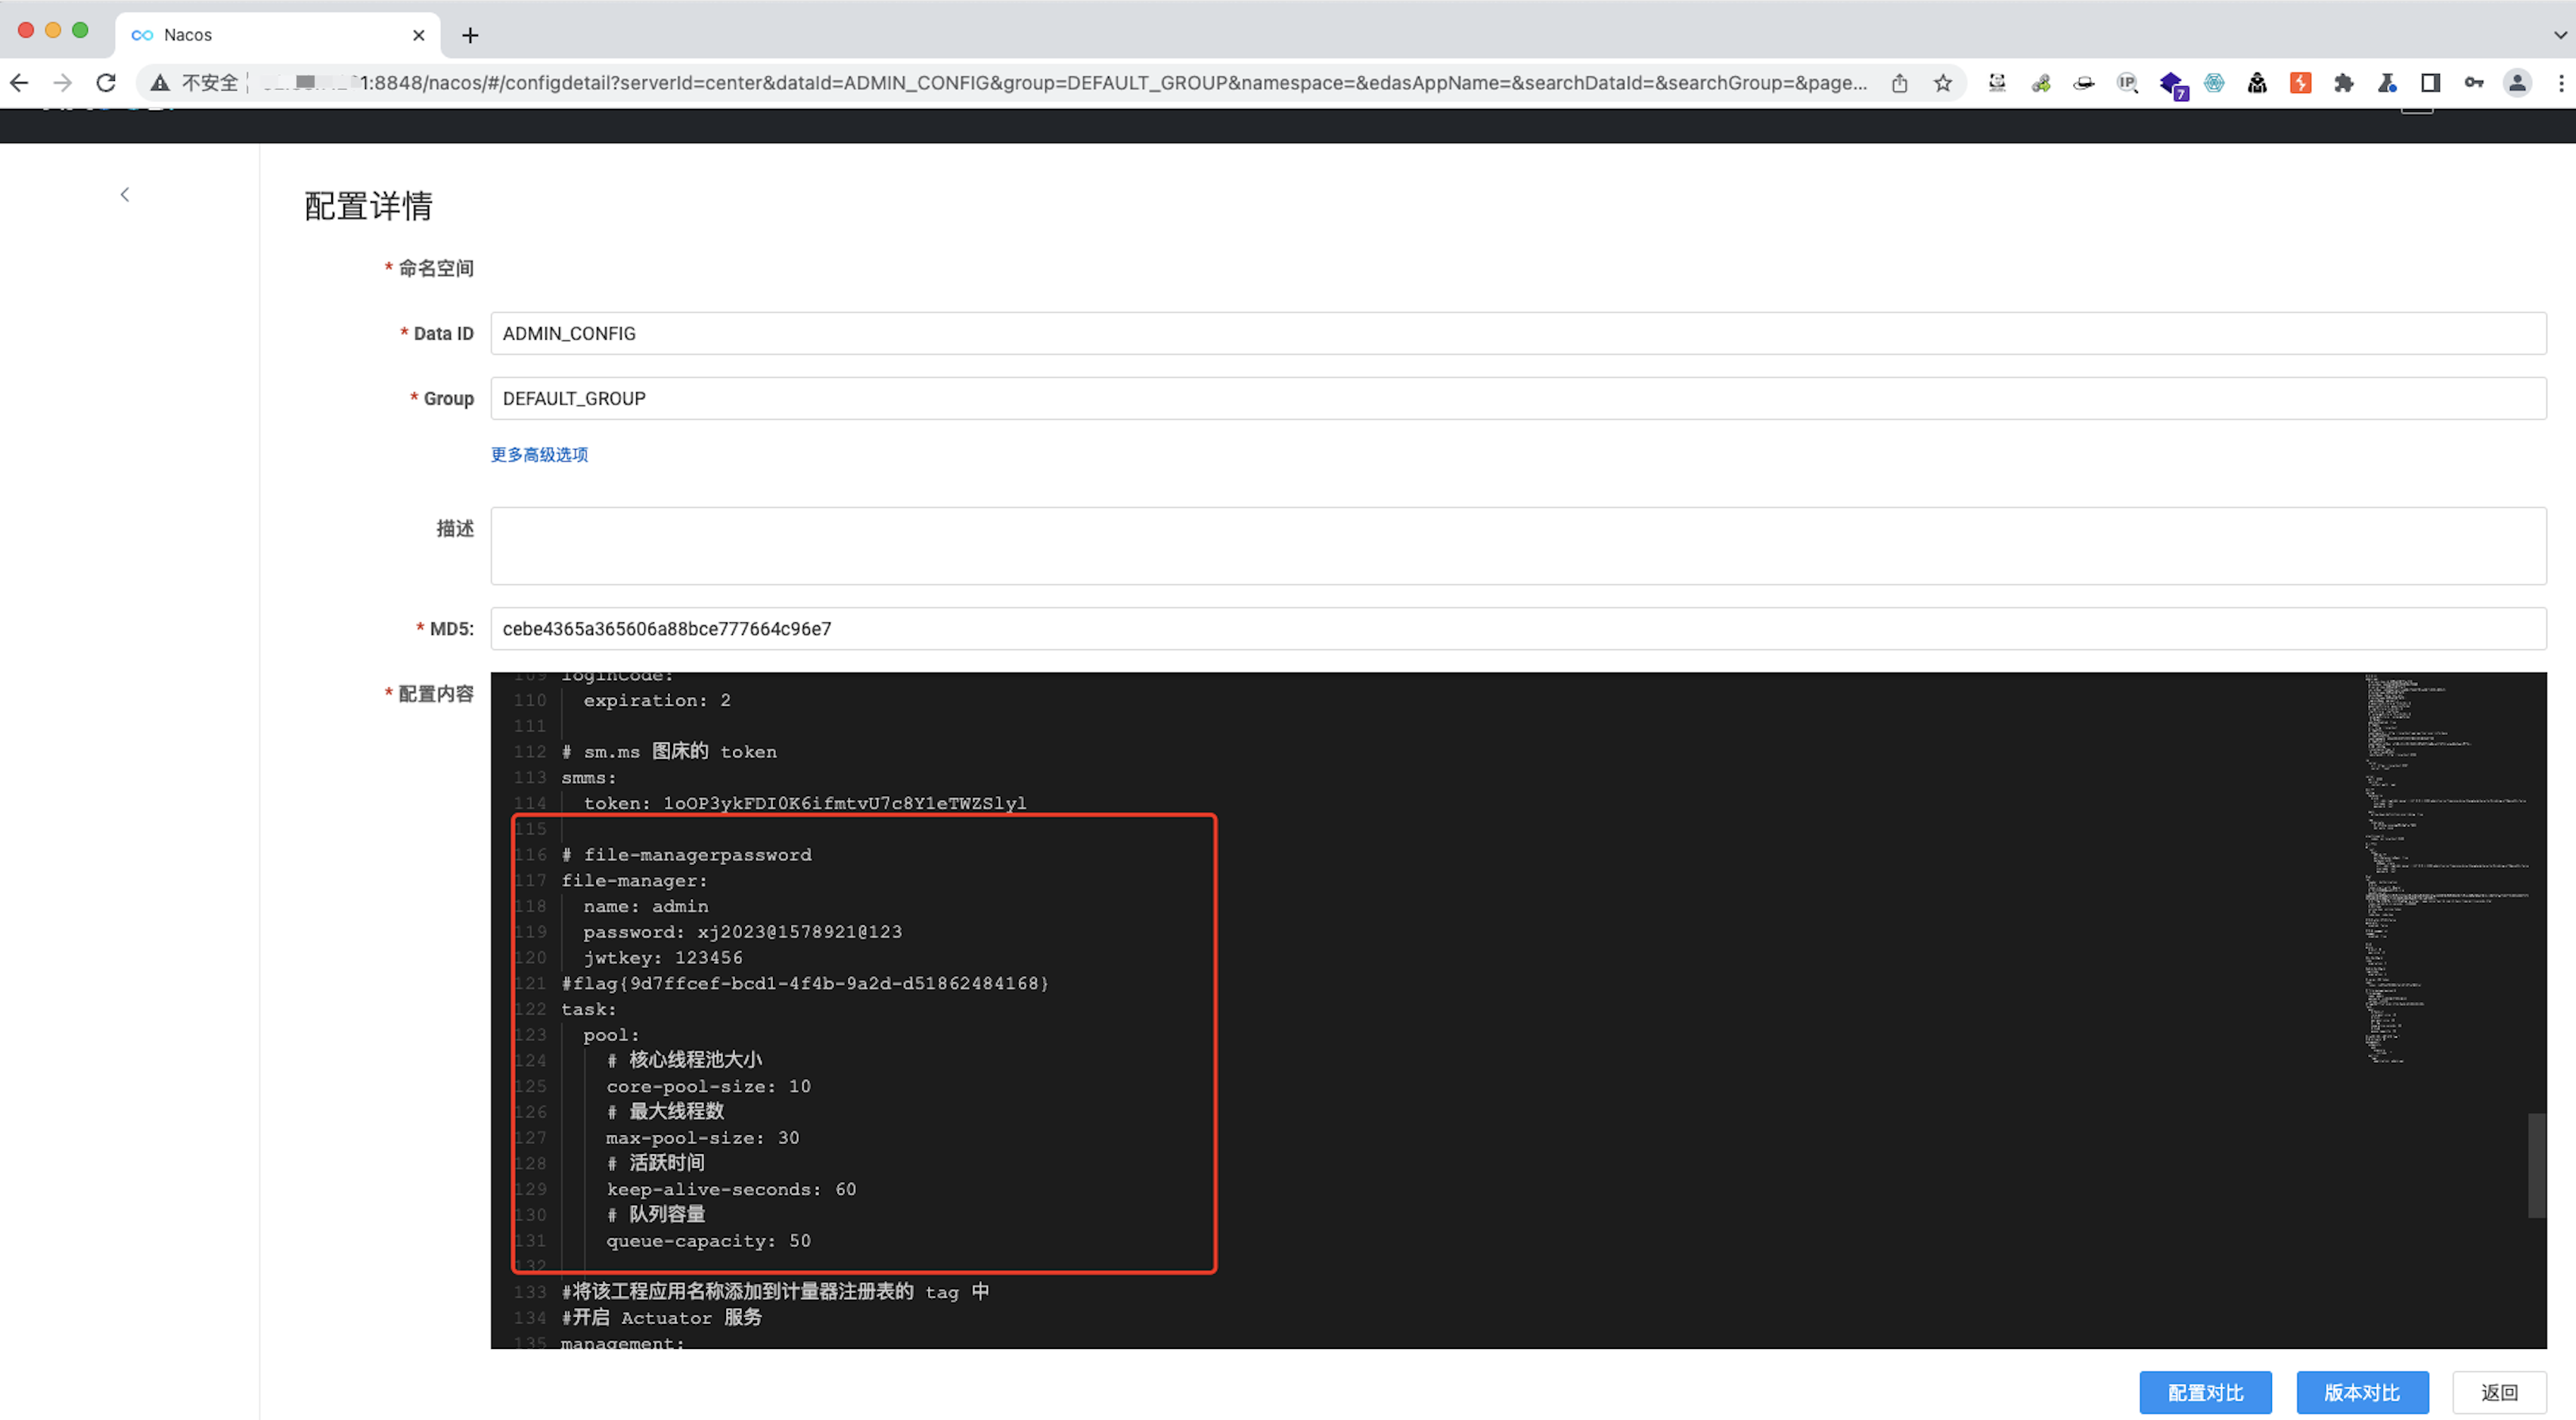 Nacos
不安全
1:8848/nacos/#/configdetail?serverId=center&dataId=ADMIN_CONFIG&group=DEFAULT_GROUP&namespace=&edasAppName=&searchDataId=&searchGroup=&page...
IP
7
配置详情
* 命名空间
* Data ID
ADMIN_CONFIG
* Group
DEFAULT_GROUP
更多高级选项
描述
* MD5:
cebe4365a365606a88bce777664c96e7
* 配置内容
109 loginCode:
110 expiration: 2
111
112 # sm.ms 图床的 token
113 smms:
114 token: 1oOP3ykFDI0K6ifmtvU7c8Y1eTWZSlyl
115
116 # file-managerpassword
117 file-manager:
118 name: admin
119 password: xj2023@1578921@123
120 jwtkey: 123456
121 #flag{9d7ffcef-bcd1-4f4b-9a2d-d51862484168}
122 task:
123 pool:
124 # 核心线程池大小
125 core-pool-size: 10
126 # 最大线程数
127 max-pool-size: 30
128 # 活跃时间
129 keep-alive-seconds: 60
130 # 队列容量
131 queue-capacity: 50
132
133 #将该工程应用名称添加到计量器注册表的 tag 中
134 #开启 Actuator 服务
135 management:
配置对比
版本对比
返回